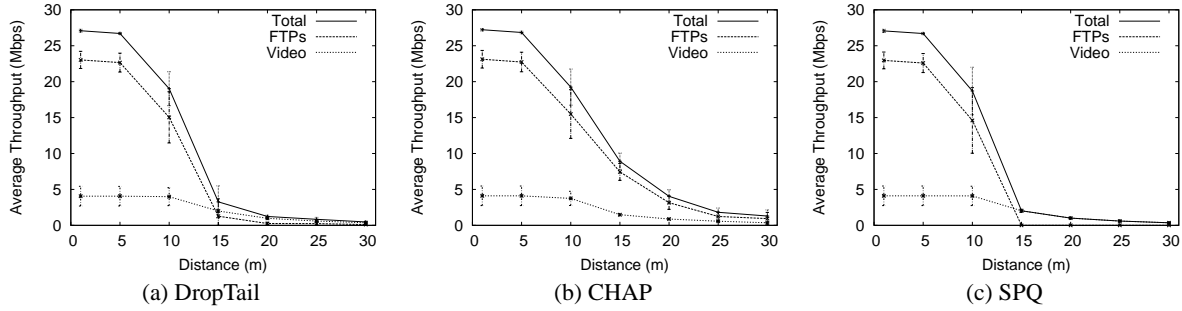 Average Throughput (Mbps)
30
25
20
15
10
5
0
0 5 10 15 20 25 30
Distance (m)
Total
FTPs
Video
(a) DropTail
Average Throughput (Mbps)
30
25
20
15
10
5
0
0 5 10 15 20 25 30
Distance (m)
Total
FTPs
Video
(b) CHAP
Average Throughput (Mbps)
30
25
20
15
10
5
0
0 5 10 15 20 25 30
Distance (m)
Total
FTPs
Video
(c) SPQ